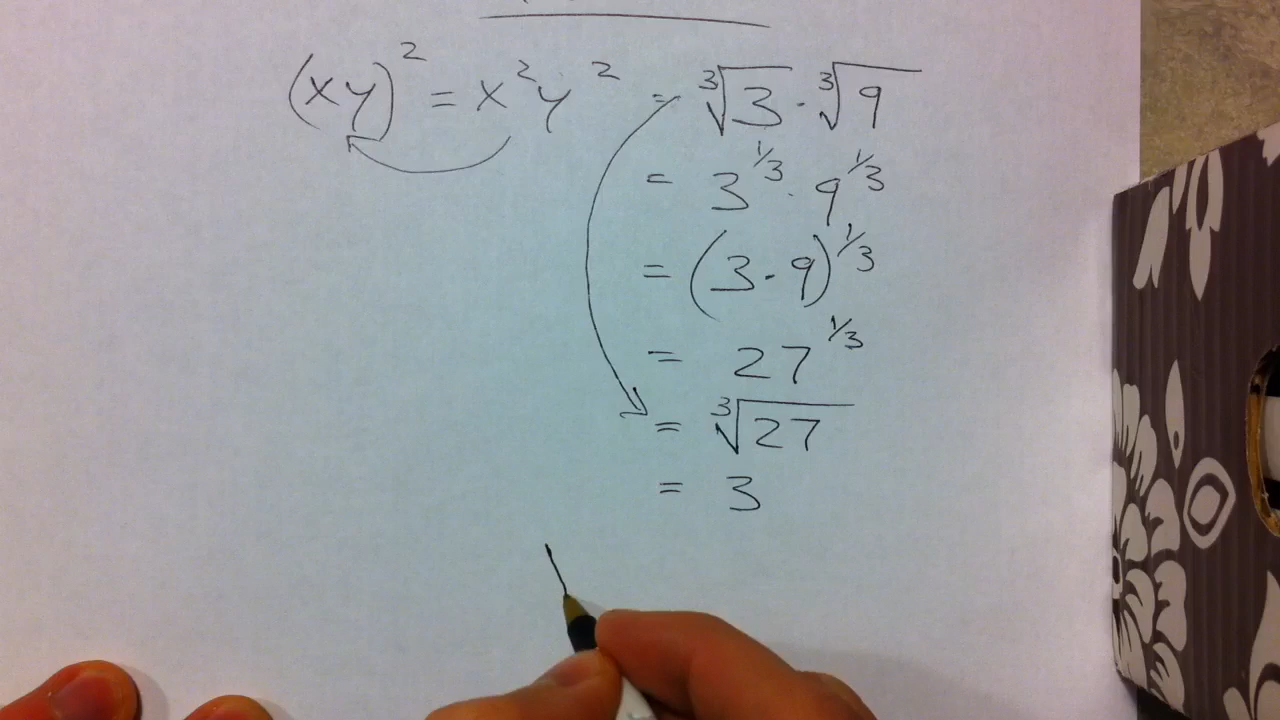 (xy)² = x²y² = ∛3 · ∛9
= 3^1/3 · 9^1/3
= (3 · 9)^1/3
= 27^1/3
= ∛27
= 3